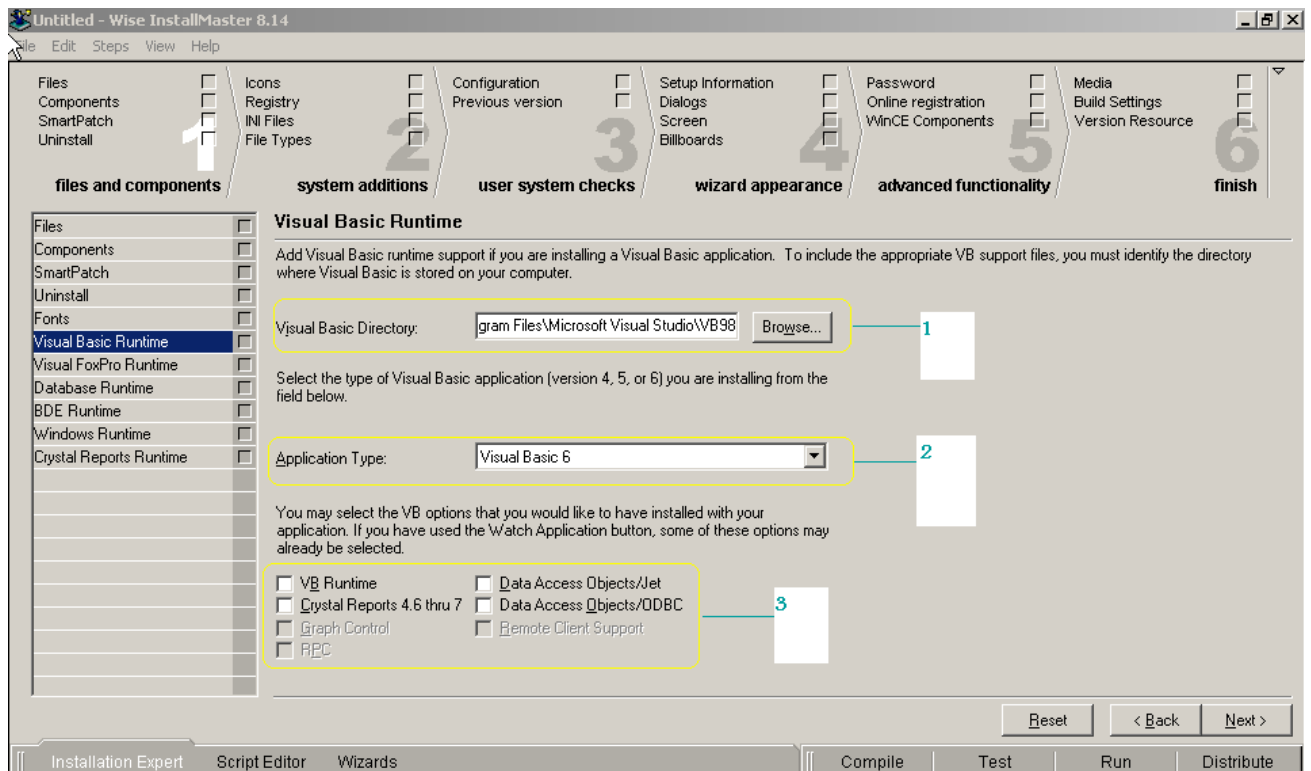 Untitled - Wise InstallMaster 8.14
File Edit Steps View Help
Files
Components
SmartPatch
Uninstall
1
files and components
Icons
Registry
INI Files
File Types
2
system additions
Configuration
Previous version
3
user system checks
Setup Information
Dialogs
Screen
Billboards
4
wizard appearance
Password
Online registration
WinCE Components
5
advanced functionality
Media
Build Settings
Version Resource
6
finish
Files
Components
SmartPatch
Uninstall
Fonts
Visual Basic Runtime
Visual FoxPro Runtime
Database Runtime
BDE Runtime
Windows Runtime
Crystal Reports Runtime
Visual Basic Runtime
Add Visual Basic runtime support if you are installing a Visual Basic application. To include the appropriate VB support files, you must identify the directory
where Visual Basic is stored on your computer.
Visual Basic Directory: gram Files\Microsoft Visual Studio\VB98 Browse... 1
Select the type of Visual Basic application (version 4, 5, or 6) you are installing from the
field below.
Application Type: Visual Basic 6 2
You may select the VB options that you would like to have installed with your
application. If you have used the Watch Application button, some of these options may
already be selected.
VB Runtime Data Access Objects/Jet
Crystal Reports 4.6 thru 7 Data Access Objects/ODBC 3
Graph Control Remote Client Support
RPC
Reset < Back Next >
Installation Expert Script Editor Wizards Compile Test Run Distribute